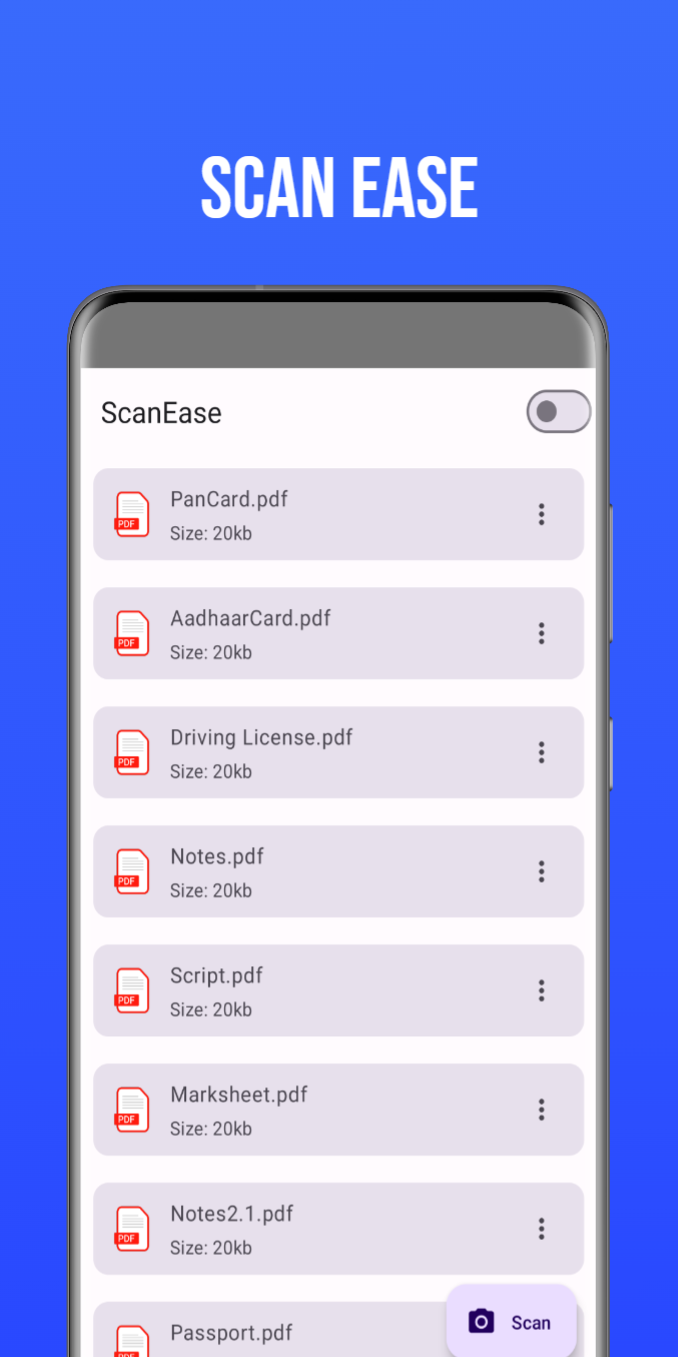 SCAN EASE
ScanEase
PanCard.pdf
PDF
Size: 20kb
AadhaarCard.pdf
PDF
Size: 20kb
Driving License.pdf
PDF
Size: 20kb
Notes.pdf
PDF
Size: 20kb
Script.pdf
PDF
Size: 20kb
Marksheet.pdf
PDF
Size: 20kb
Notes2.1.pdf
PDF
Size: 20kb
Scan
Passport.pdf